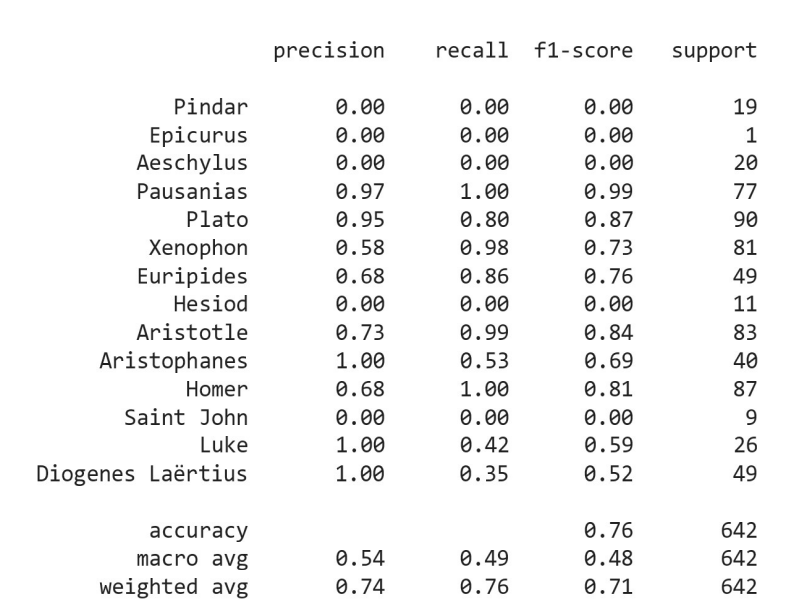 precision recall f1-score support
Pindar 0.00 0.00 0.00 19
Epicurus 0.00 0.00 0.00 1
Aeschylus 0.00 0.00 0.00 20
Pausanias 0.97 1.00 0.99 77
Plato 0.95 0.80 0.87 90
Xenophon 0.58 0.98 0.73 81
Euripides 0.68 0.86 0.76 49
Hesiod 0.00 0.00 0.00 11
Aristotle 0.73 0.99 0.84 83
Aristophanes 1.00 0.53 0.69 40
Homer 0.68 1.00 0.81 87
Saint John 0.00 0.00 0.00 9
Luke 1.00 0.42 0.59 26
Diogenes Laërtius 1.00 0.35 0.52 49
accuracy 0.76 642
macro avg 0.54 0.49 0.48 642
weighted avg 0.74 0.76 0.71 642